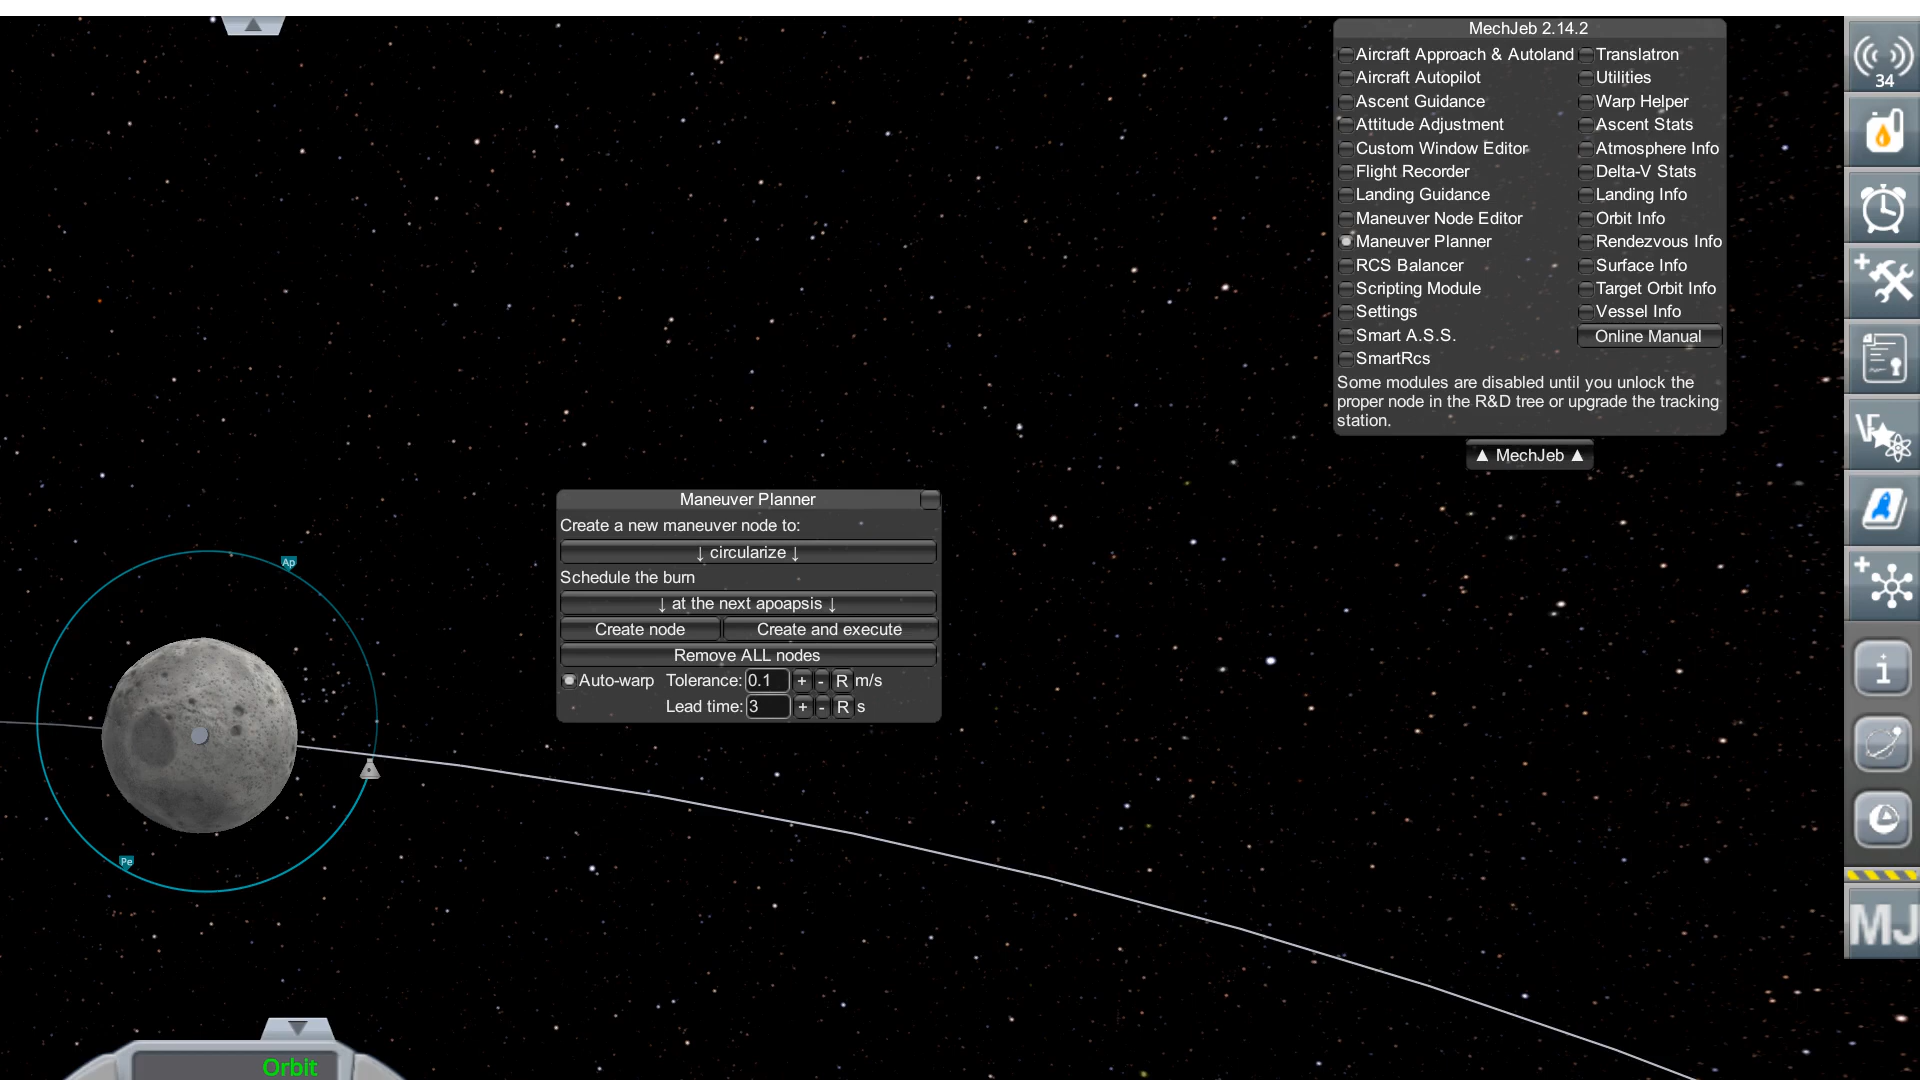 MechJeb 2.14.2
Aircraft Approach & Autoland
Aircraft Autopilot
Ascent Guidance
Attitude Adjustment
Custom Window Editor
Flight Recorder
Landing Guidance
Maneuver Node Editor
Maneuver Planner
RCS Balancer
Scripting Module
Settings
Smart A.S.S.
SmartRcs
Translatron
Utilities
Warp Helper
Ascent Stats
Atmosphere Info
Delta-V Stats
Landing Info
Orbit Info
Rendezvous Info
Surface Info
Target Orbit Info
Vessel Info
Online Manual
Some modules are disabled until you unlock the
proper node in the R&D tree or upgrade the tracking
station.
▲ MechJeb ▲
34
MJ
Maneuver Planner
Create a new maneuver node to:
↓ circularize ↓
Schedule the burn
↓ at the next apoapsis ↓
Create node Create and execute
Remove ALL nodes
Auto-warp Tolerance: 0.1 + - R m/s
Lead time: 3 + - R s
Ap
Pe
Orbit